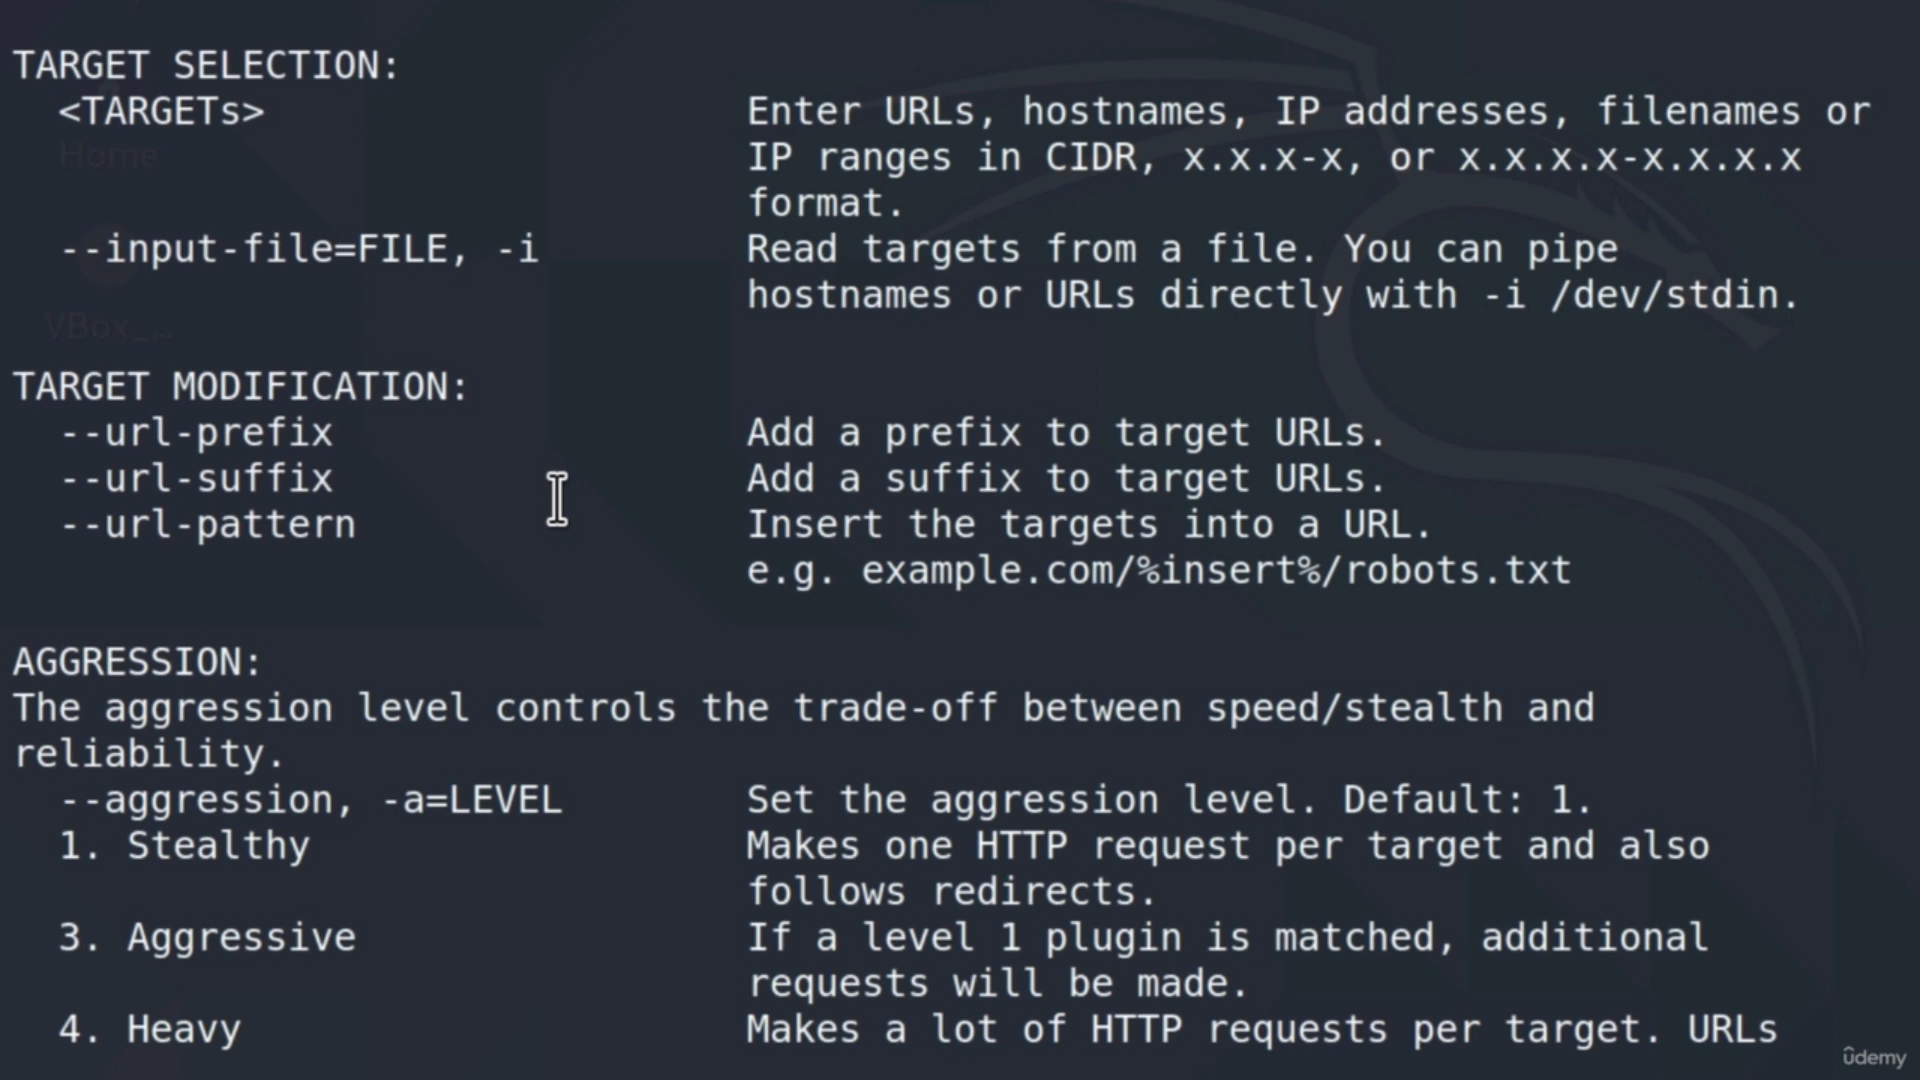 TARGET SELECTION:
<TARGETs> Enter URLs, hostnames, IP addresses, filenames or
Home
IP ranges in CIDR, x.x.x-x, or x.x.x.x-x.x.x.x
format.
--input-file=FILE, -i Read targets from a file. You can pipe
hostnames or URLs directly with -i /dev/stdin.
VBox_...
TARGET MODIFICATION:
--url-prefix Add a prefix to target URLs.
--url-suffix Add a suffix to target URLs.
--url-pattern Insert the targets into a URL.
e.g. example.com/%insert%/robots.txt
AGGRESSION:
The aggression level controls the trade-off between speed/stealth and
reliability.
--aggression, -a=LEVEL Set the aggression level. Default: 1.
1. Stealthy Makes one HTTP request per target and also
follows redirects.
3. Aggressive If a level 1 plugin is matched, additional
requests will be made.
4. Heavy Makes a lot of HTTP requests per target. URLs
ûdemy